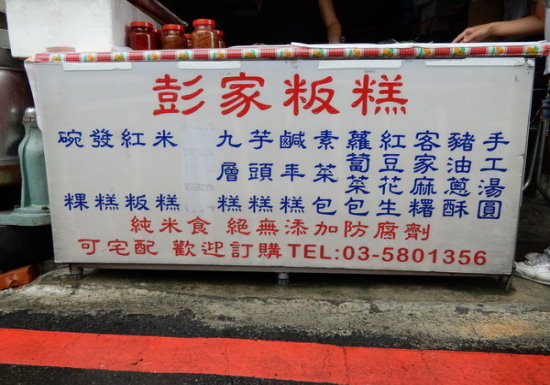 彭家粄糕
手工湯圓
豬油蔥酥
客家麻糬
紅豆花生
蘿蔔菜包
素菜包
鹹年糕
芋頭糕
九層糕
米糕
紅粄
發糕
碗粿
純米食 絕無添加防腐劑
可宅配 歡迎訂購 TEL:03-5801356